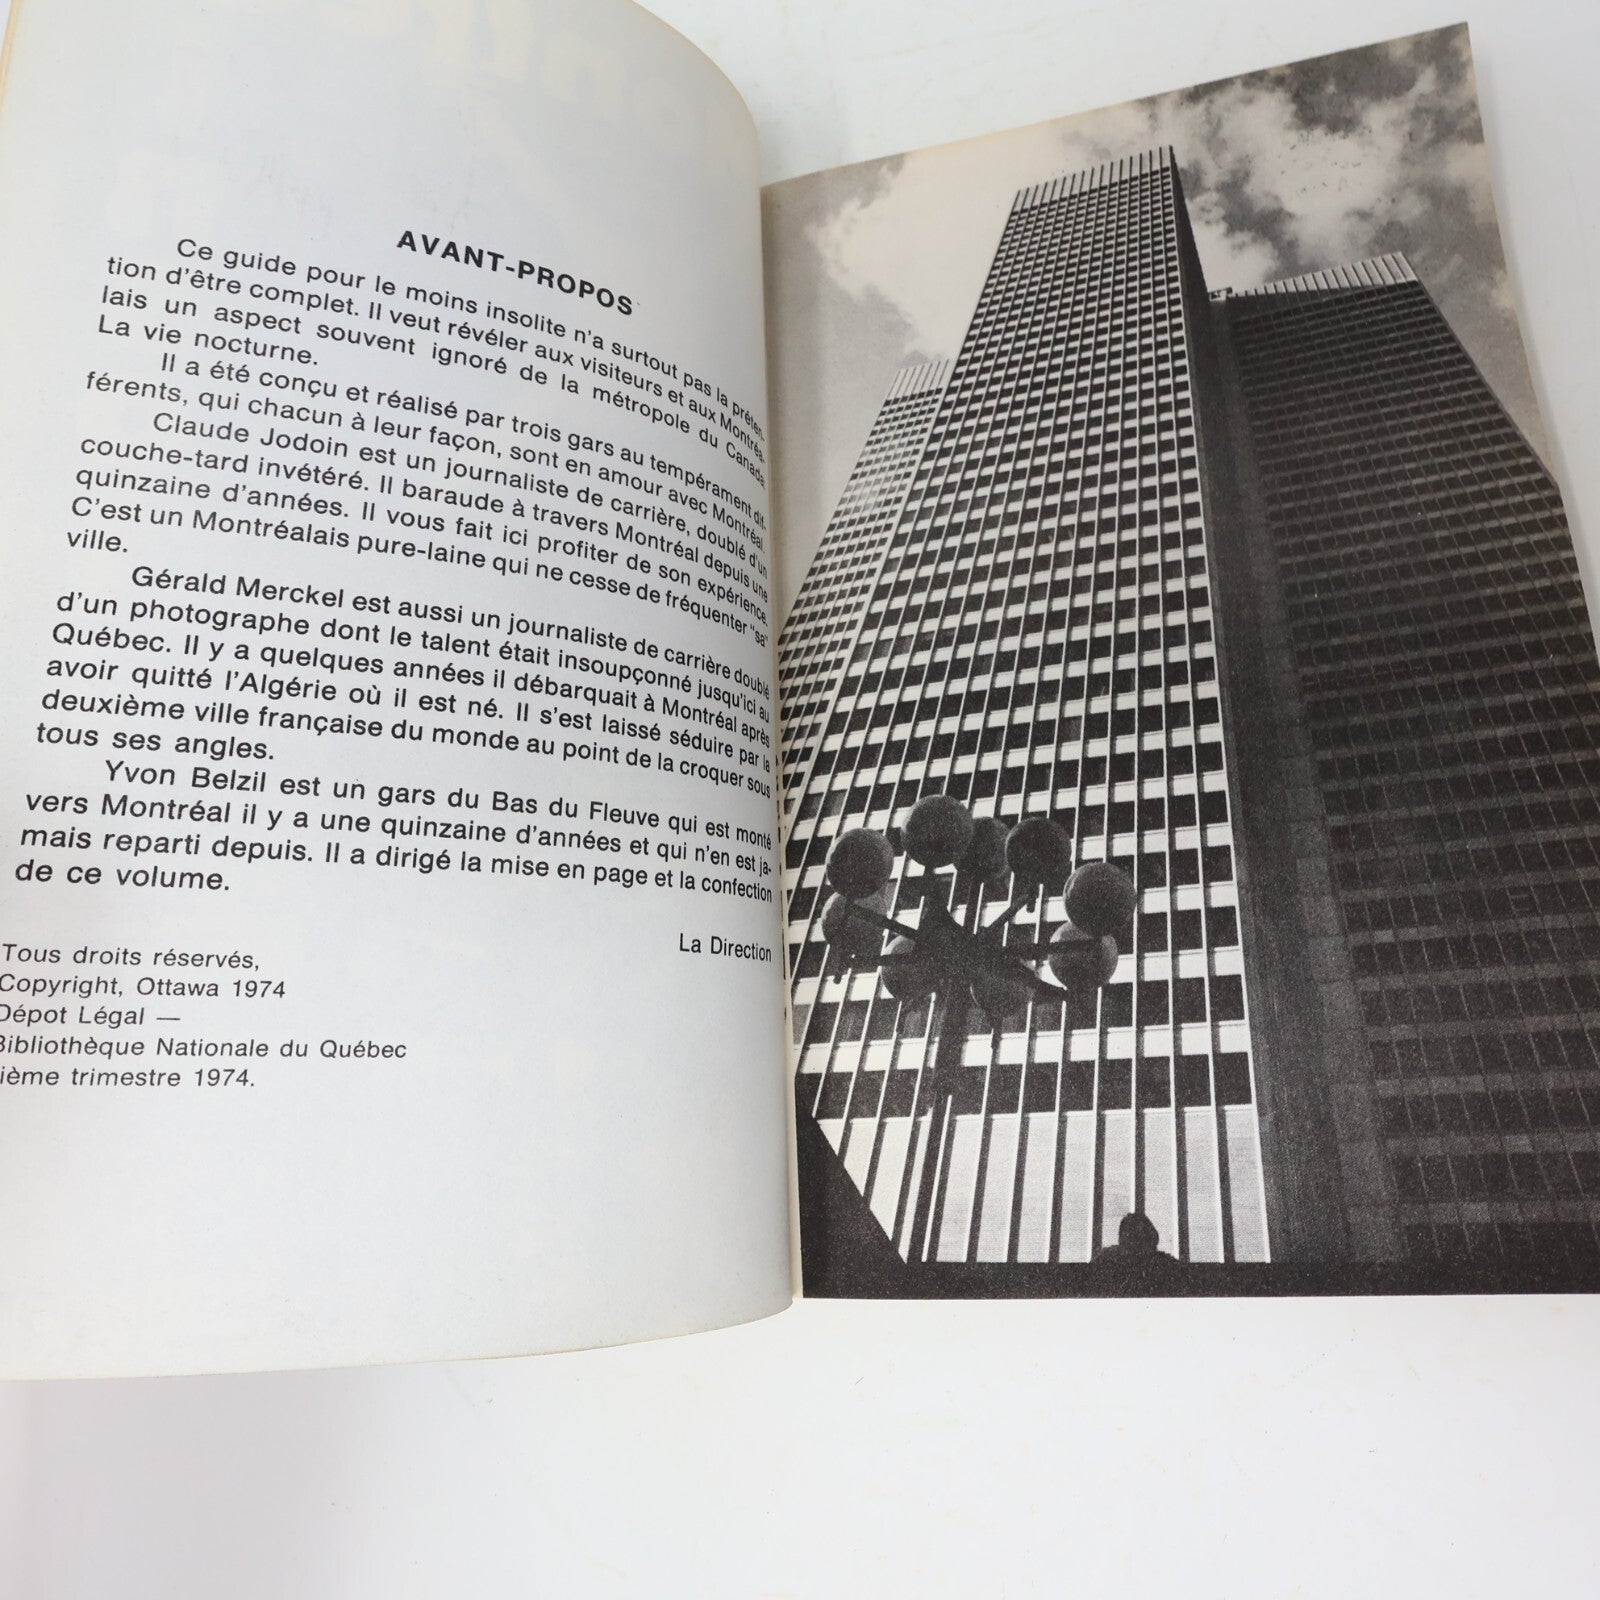 AVANT-PROPOS
Ce guide pour le moins insolite n'a surtout pas la préten-
tion d'être complet. Il veut révéler aux visiteurs et aux Montréa-
lais un aspect souvent ignoré de la métropole du Canada:
La vie nocturne.
Il a été conçu et réalisé par trois gars au tempérament dif-
férents, qui chacun à leur façon, sont en amour avec Montréal.
Claude Jodoin est un journaliste de carrière, doublé d'un
couche-tard invétéré. Il baraude à travers Montréal depuis une
quinzaine d'années. Il vous fait ici profiter de son expérience.
C'est un Montréalais pure-laine qui ne cesse de fréquenter "sa"
ville.
Gérald Merckel est aussi un journaliste de carrière doublé
d'un photographe dont le talent était insoupçonné jusqu'ici au
Québec. Il y a quelques années il débarquait à Montréal après
avoir quitté l'Algérie où il est né. Il s'est laissé séduire par la
deuxième ville française du monde au point de la croquer sous
tous ses angles.
Yvon Belzil est un gars du Bas du Fleuve qui est monté
vers Montréal il y a une quinzaine d'années et qui n'en est ja-
mais reparti depuis. Il a dirigé la mise en page et la confection
de ce volume.
La Direction
Tous droits réservés,
Copyright, Ottawa 1974
Dépot Légal —
Bibliothèque Nationale du Québec
ième trimestre 1974.